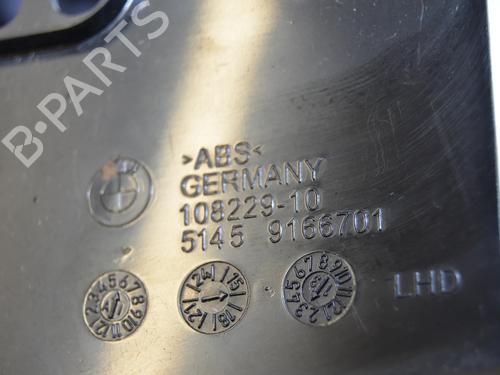 B-PARTS
>ABS<
GERMANY
108229-10
5145 9166701
LHD